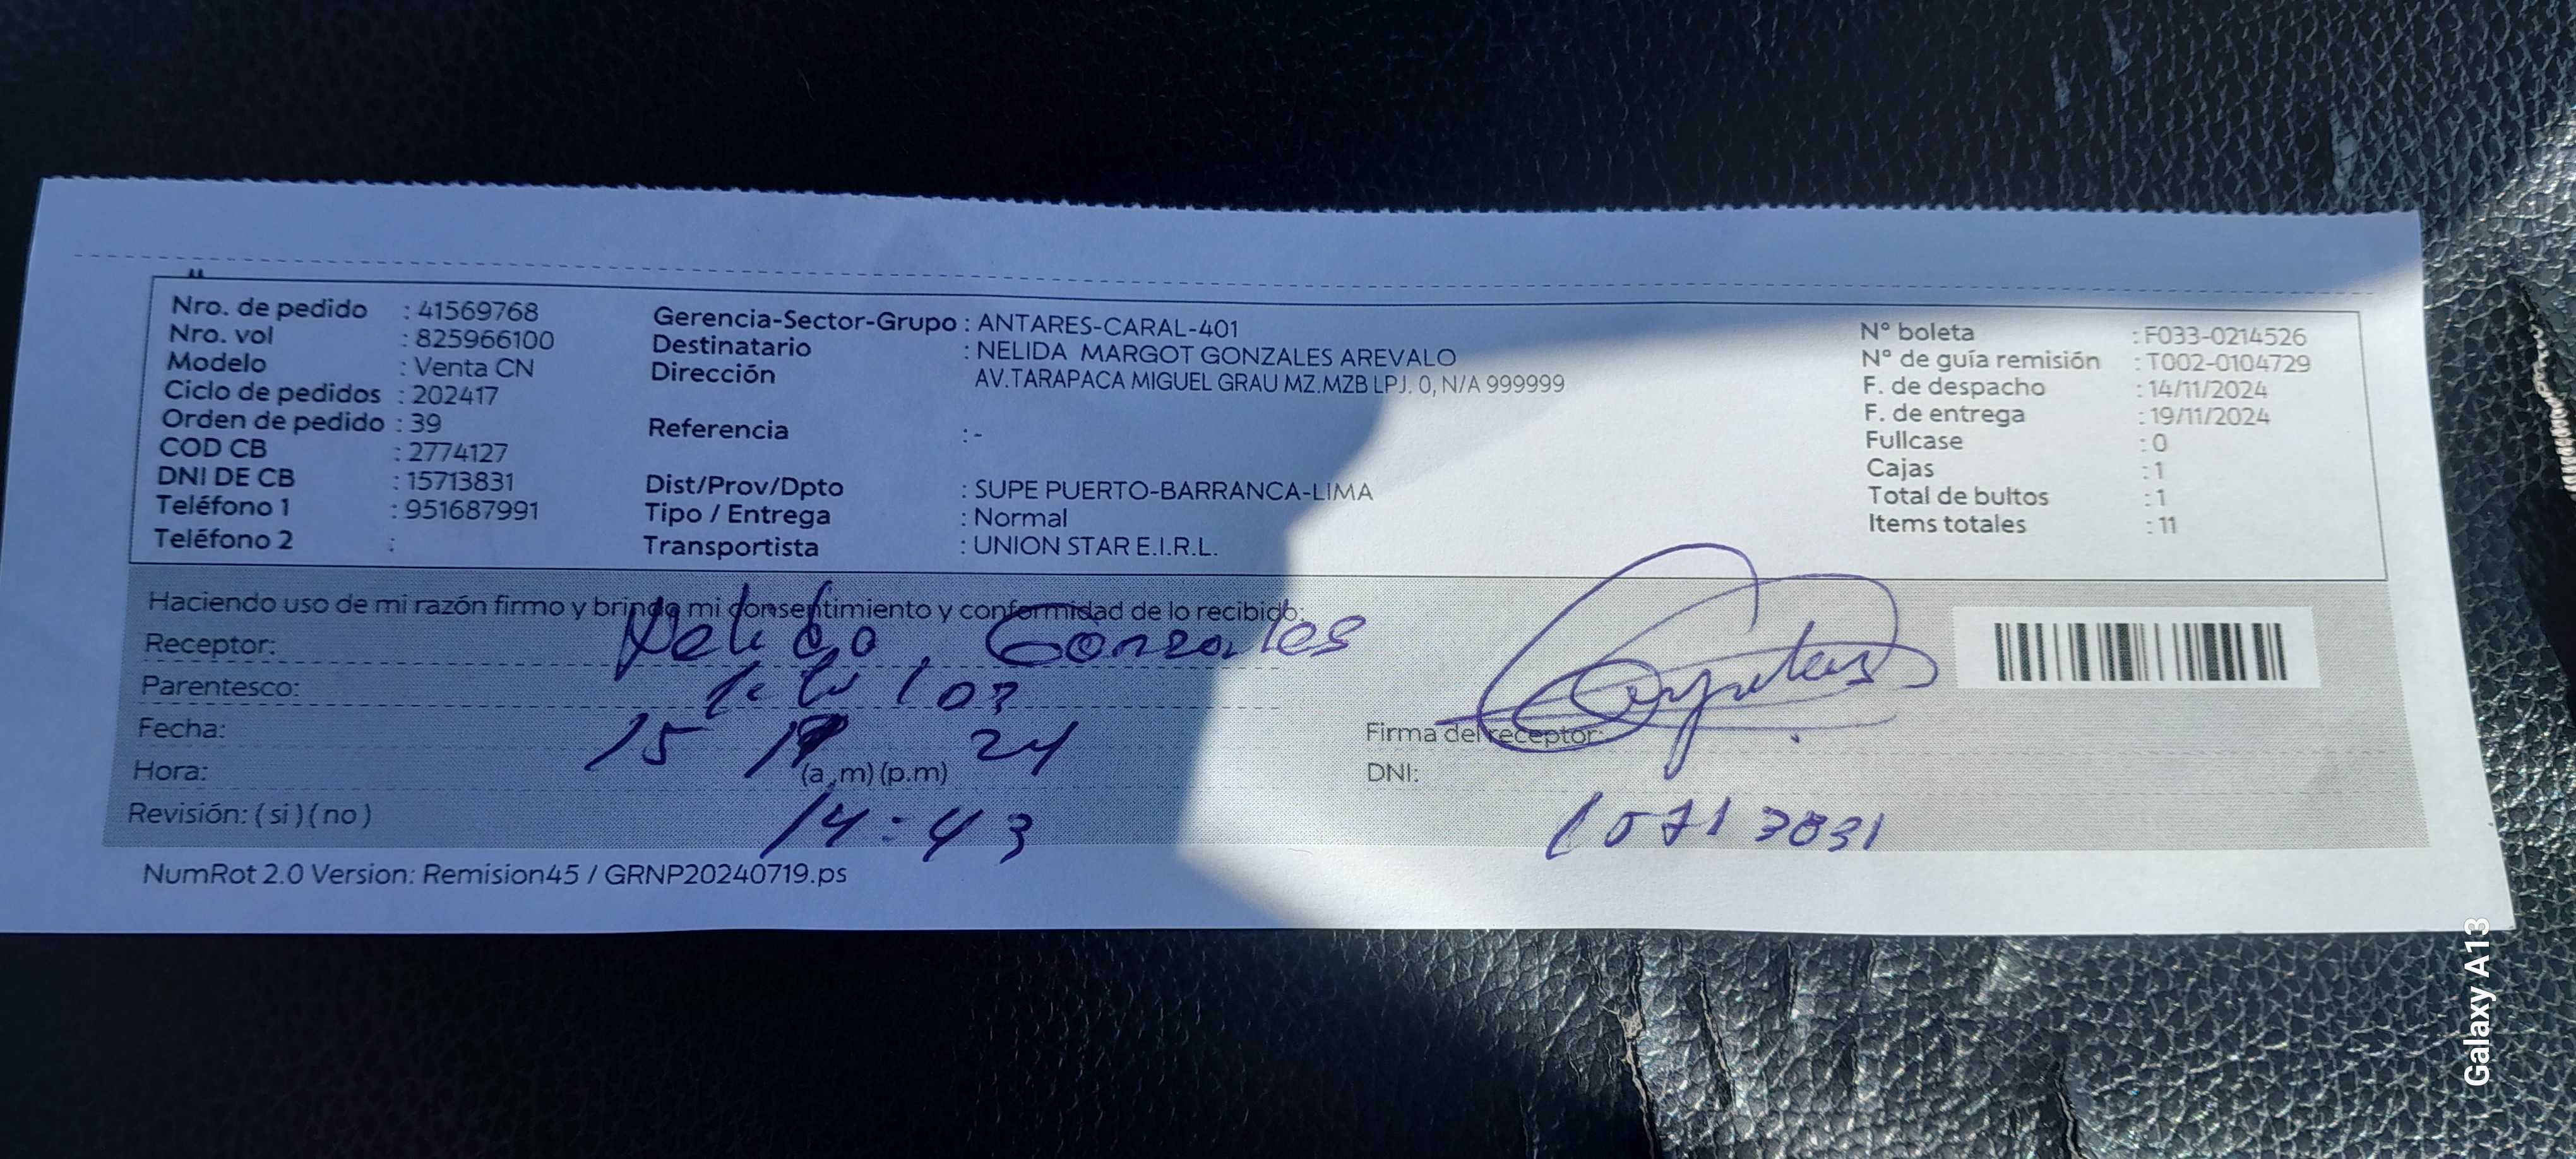 Nro. de pedido : 41569768
Nro. vol : 825966100
Modelo : Venta CN
Ciclo de pedidos : 202417
Orden de pedido : 39
COD CB : 2774127
DNI DE CB : 15713831
Teléfono 1 : 951687991
Teléfono 2 :
Gerencia-Sector-Grupo : ANTARES-CARAL-401
Destinatario : NELIDA MARGOT GONZALES AREVALO
Dirección AV.TARAPACA MIGUEL GRAU MZ.MZB LPJ. 0, N/A 999999
Referencia : -
Dist/Prov/Dpto : SUPE PUERTO-BARRANCA-LIMA
Tipo / Entrega : Normal
Transportista : UNION STAR E.I.R.L.
N° boleta : F033-0214526
N° de guía remisión : T002-0104729
F. de despacho : 14/11/2024
F. de entrega : 19/11/2024
Fullcase : 0
Cajas : 1
Total de bultos : 1
Items totales : 11
Haciendo uso de mi razón firmo y brindo mi consentimiento y conformidad de lo recibido:
Receptor: Nelida Gonzales
Parentesco:
Fecha: 15 24
Hora: (a.m) (p.m) 14:43
Revisión: ( si ) ( no )
Firma del receptor:
DNI:
NumRot 2.0 Version: Remision45 / GRNP20240719.ps
Galaxy A13